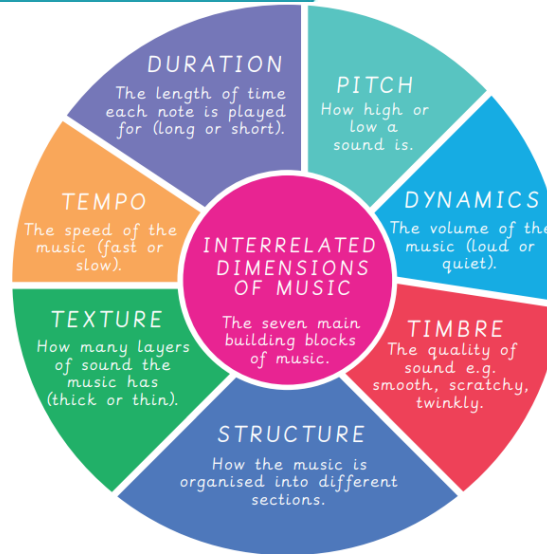 DURATION
The length of time
each note is played
for (long or short).
PITCH
How high or
low a
sound is.
DYNAMICS
The volume of the
music (loud or
quiet).
TIMBRE
The quality of
sound e.g.
smooth, scratchy,
twinkly.
STRUCTURE
How the music is
organised into different
sections.
TEXTURE
How many layers
of sound the
music has
(thick or thin).
TEMPO
The speed of the
music (fast or
slow).
INTERRELATED
DIMENSIONS
OF MUSIC
The seven main
building blocks
of music.